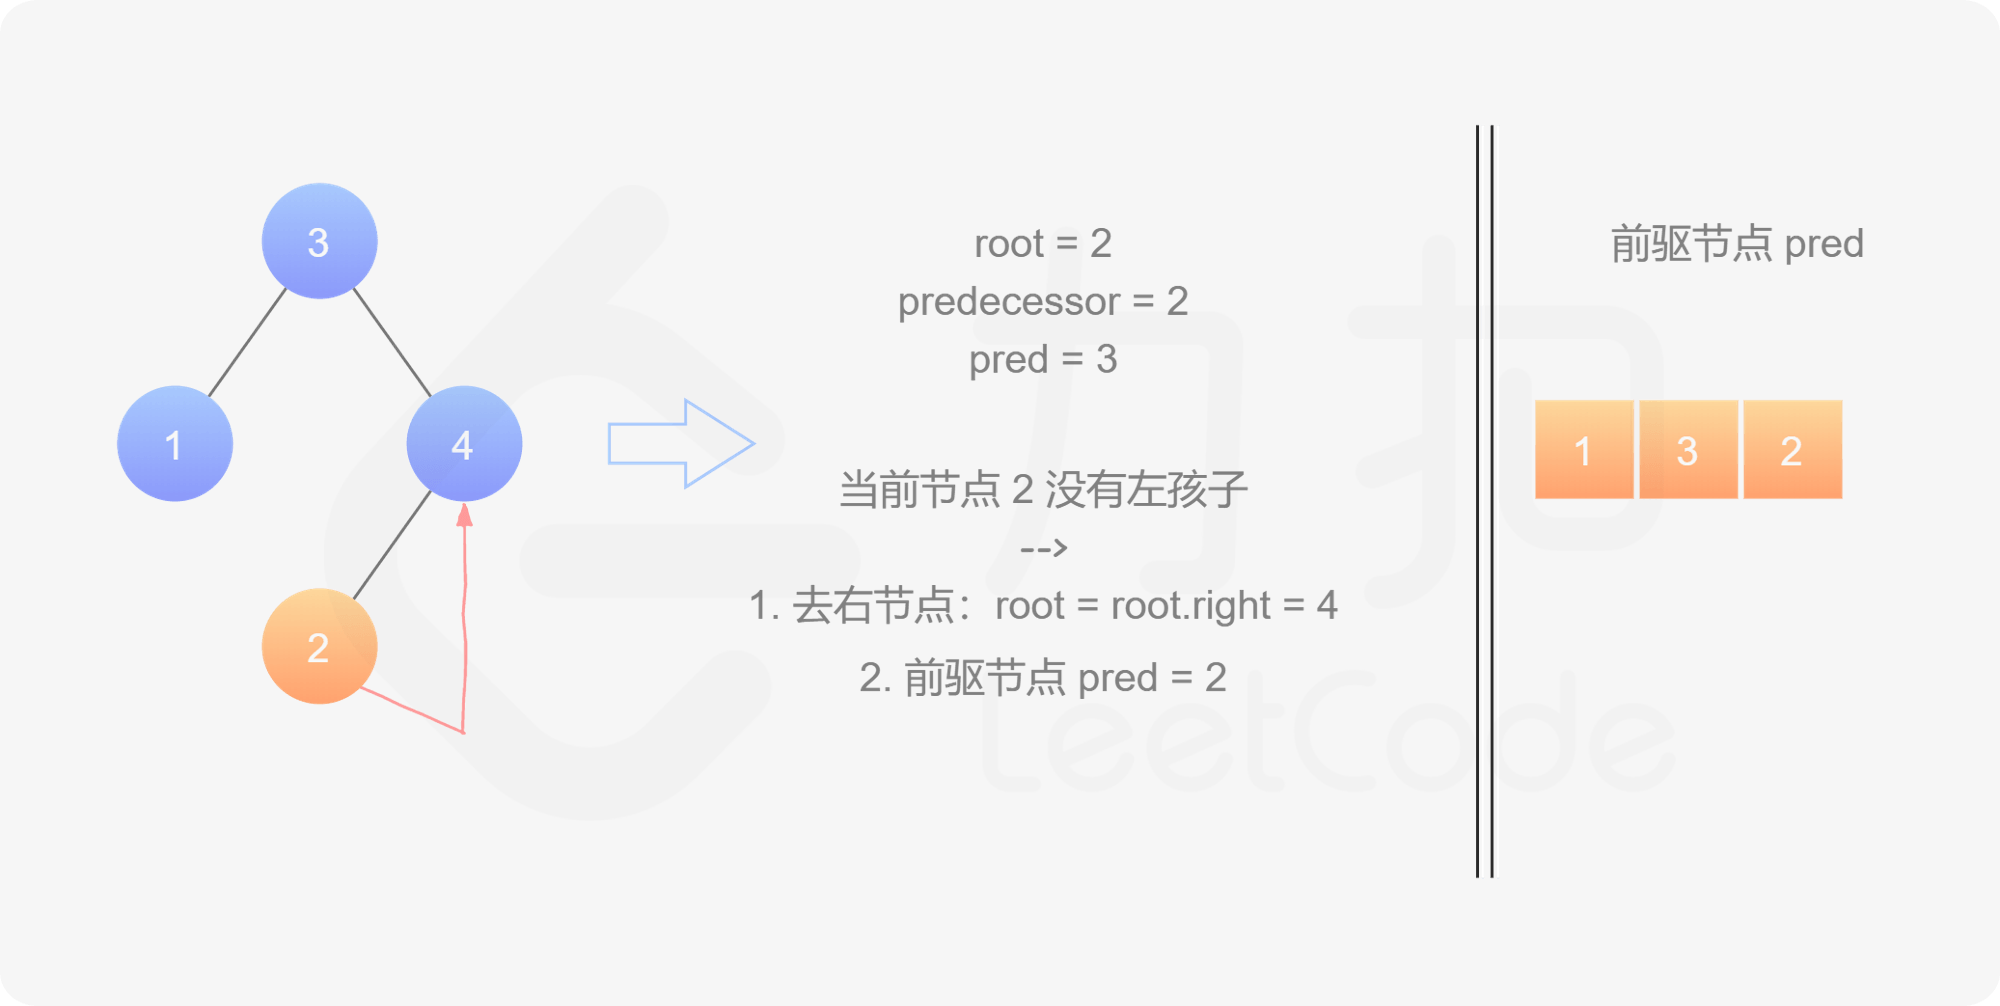 3
1
4
2
root = 2
predecessor = 2
pred = 3
当前节点 2 没有左孩子
-->
1. 去右节点：root = root.right = 4
2. 前驱节点 pred = 2
前驱节点 pred
1 3 2
力扣
LeetCode